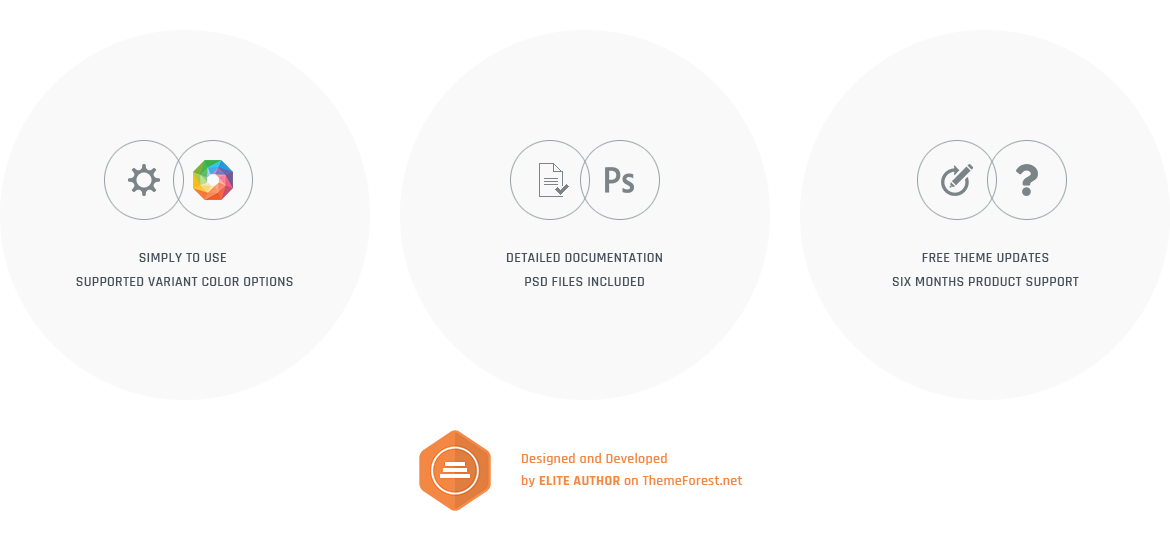 Ps
SIMPLY TO USE
SUPPORTED VARIANT COLOR OPTIONS
DETAILED DOCUMENTATION
PSD FILES INCLUDED
FREE THEME UPDATES
SIX MONTHS PRODUCT SUPPORT
Designed and Developed
by ELITE AUTHOR on ThemeForest.net